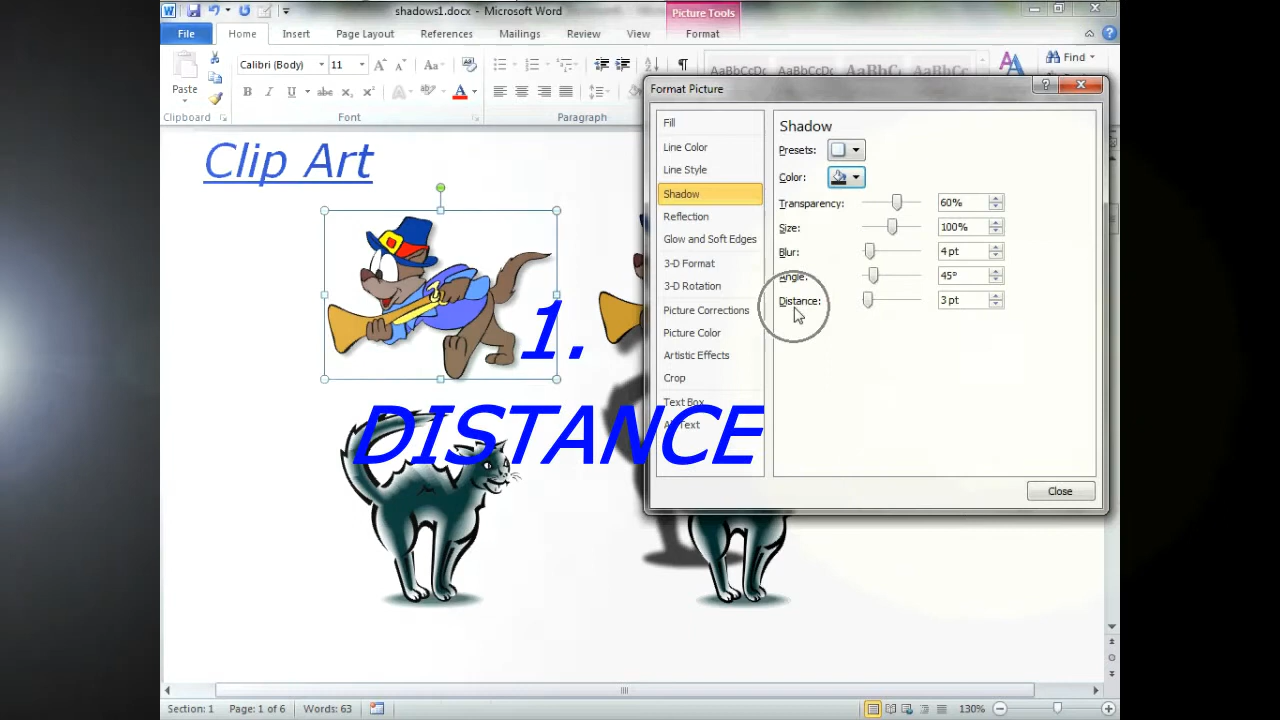 shadows1.docx - Microsoft Word
Picture Tools
File Home Insert Page Layout References Mailings Review View Format
Calibri (Body) 11
Paste
Find
Clipboard Font Paragraph
AaBbCcDc AaBbCcDc AaBbCc AaBbCc
Clip Art
Format Picture
Fill
Line Color
Line Style
Shadow
Reflection
Glow and Soft Edges
3-D Format
3-D Rotation
Picture Corrections
Picture Color
Artistic Effects
Crop
Text Box
Shadow
Presets:
Color:
Transparency: 60%
Size: 100%
Blur: 4 pt
Angle: 45°
Distance: 3 pt
Close
1.
DISTANCE
Section: 1 Page: 1 of 6 Words: 63 130%